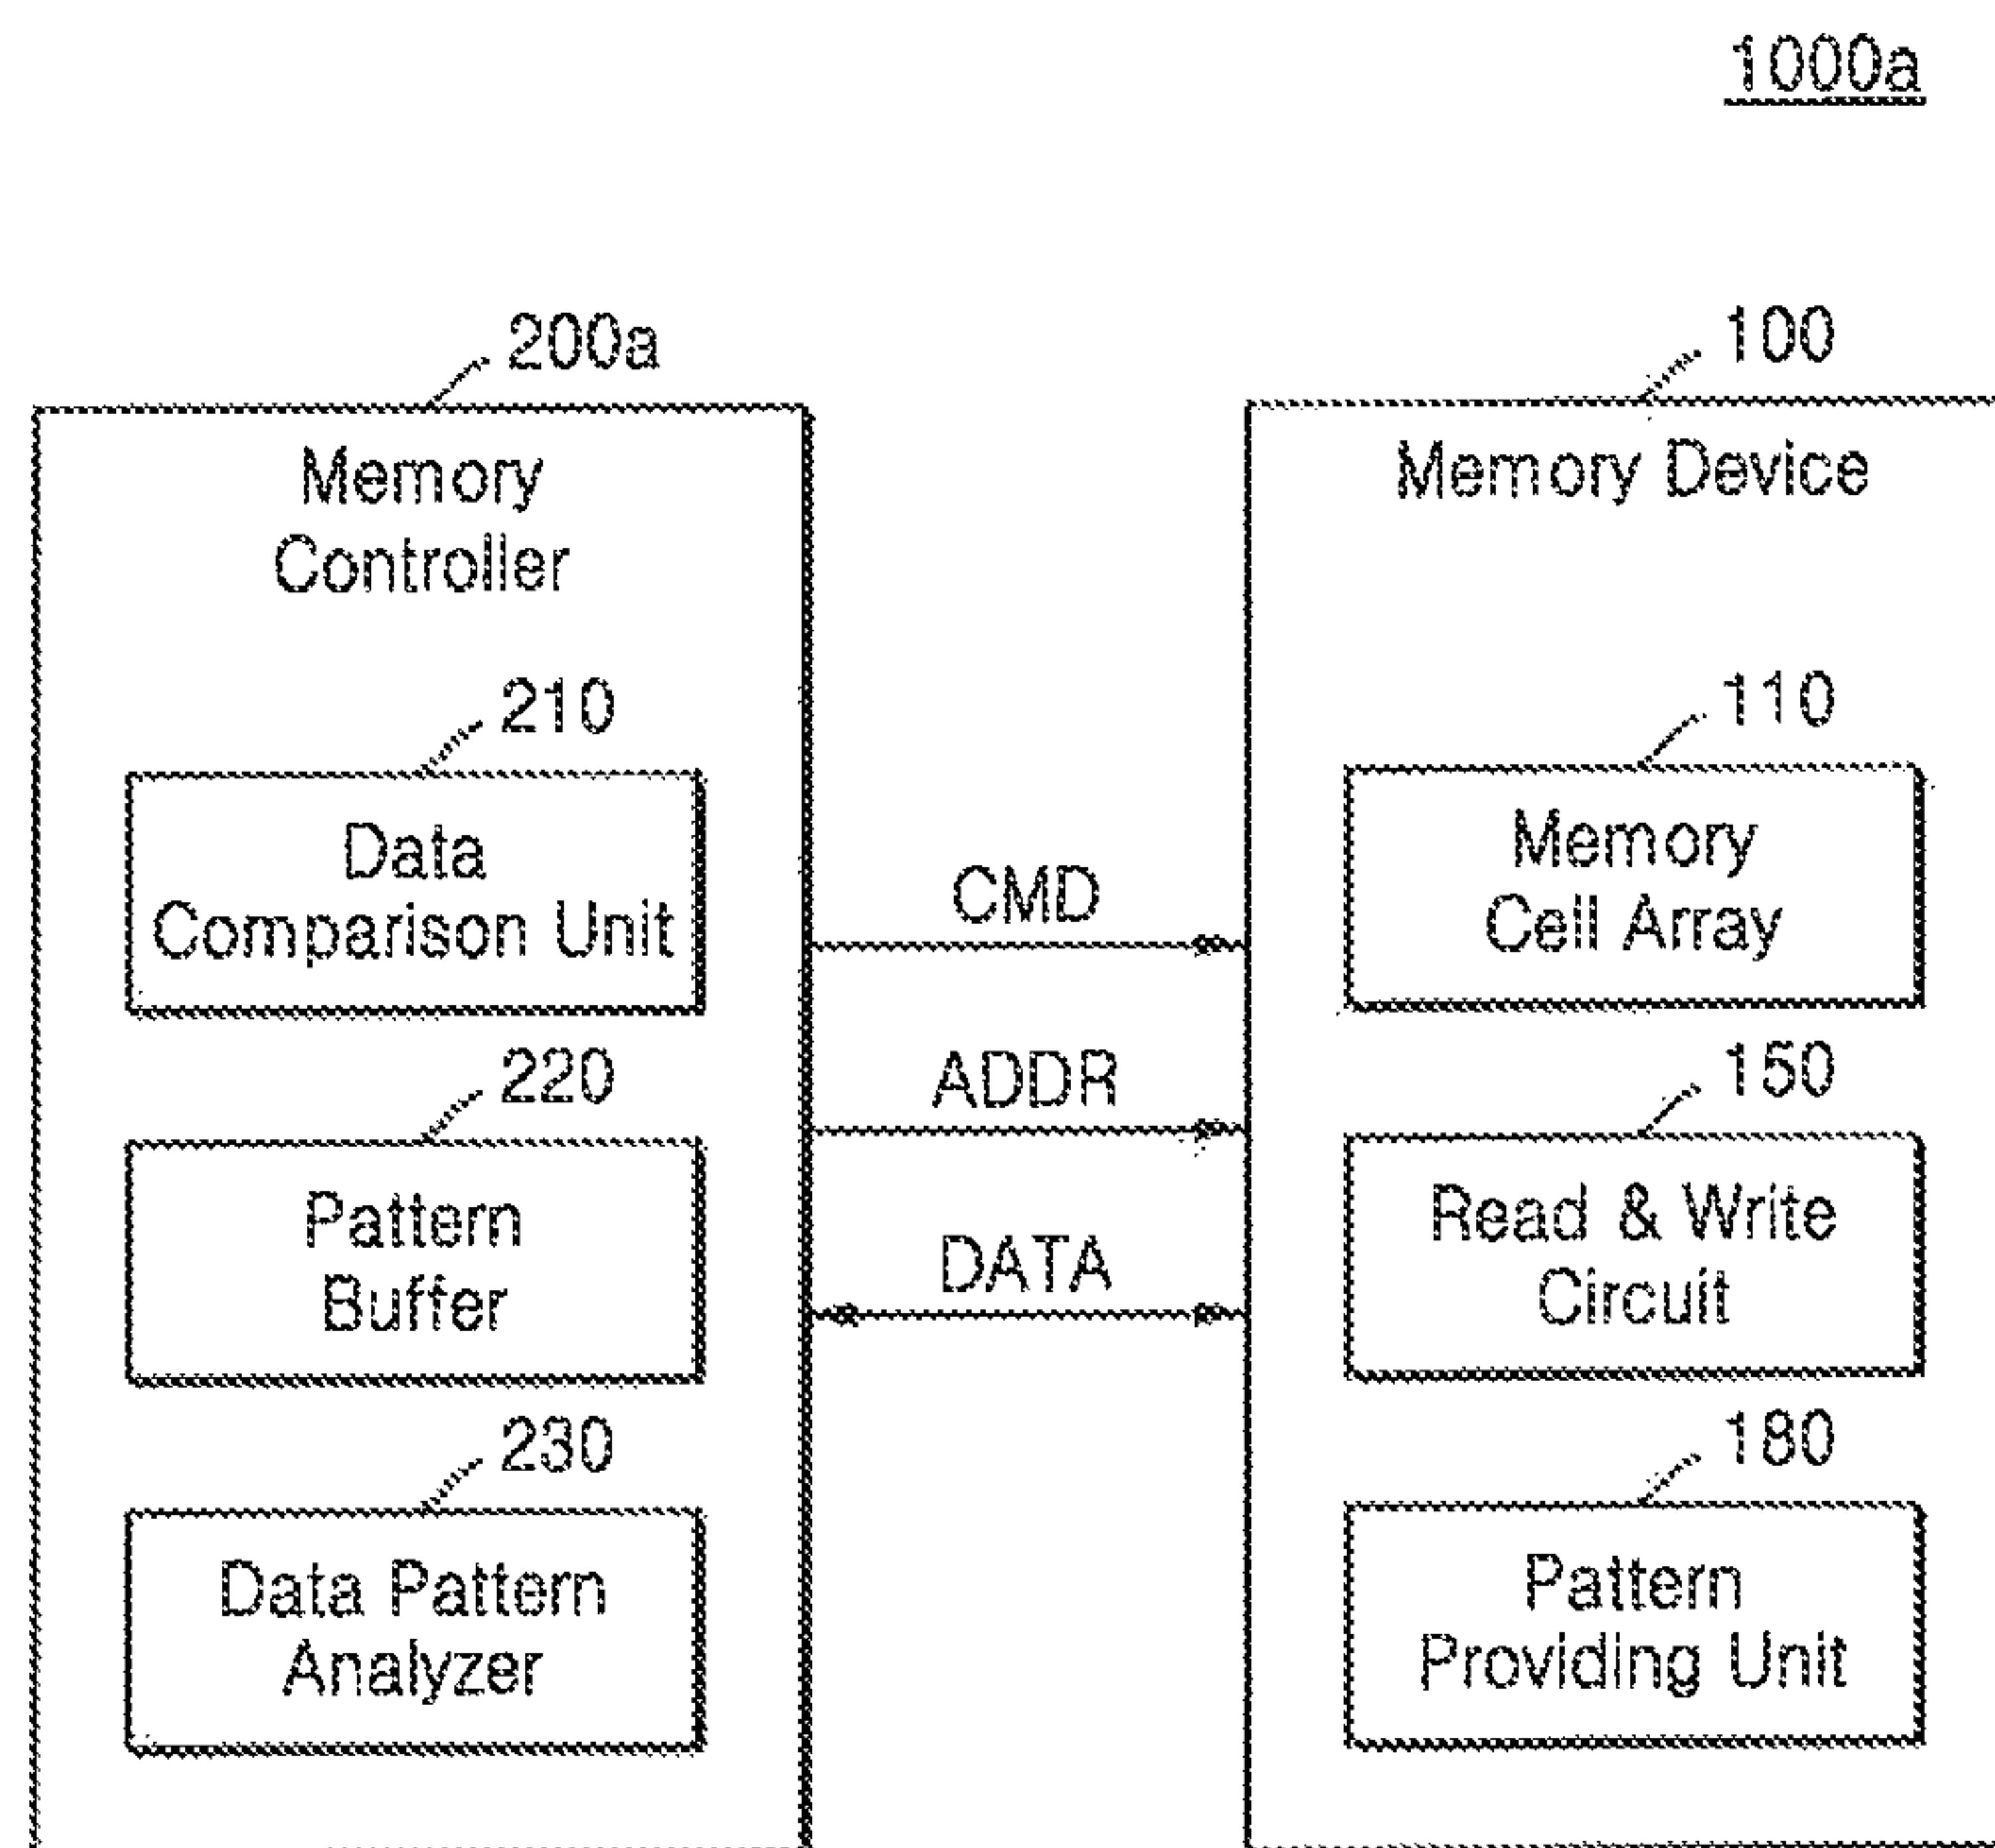 1000a
200a
Memory
Controller
210
Data
Comparison Unit
220
Pattern
Buffer
230
Data Pattern
Analyzer
CMD
ADDR
DATA
100
Memory Device
110
Memory
Cell Array
150
Read & Write
Circuit
180
Pattern
Providing Unit